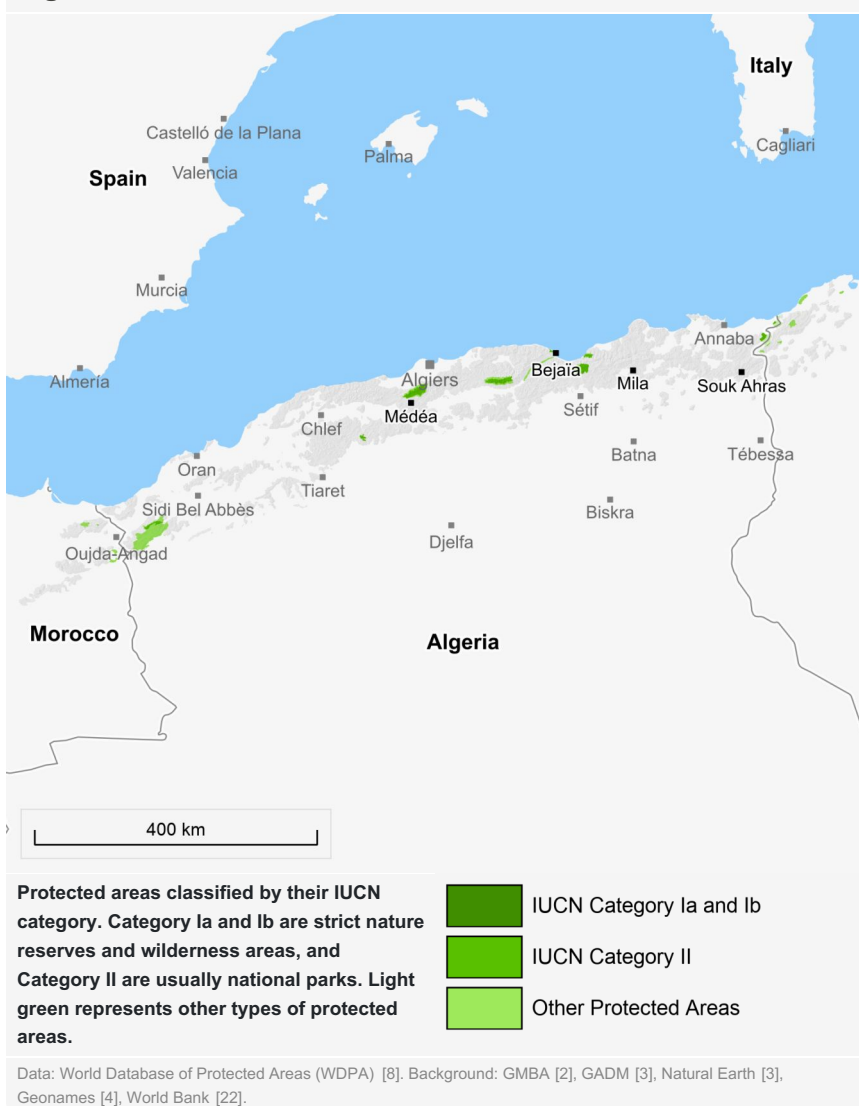 Italy
Castelló de la Plana
Palma
Cagliari
Spain
Valencia
Murcia
Almería
Annaba
Algiers
Bejaïa
Mila
Souk Ahras
Médéa
Sétif
Chlef
Oran
Batna
Tébessa
Tiaret
Sidi Bel Abbès
Biskra
Djelfa
Oujda-Angad
Morocco
Algeria
400 km
Protected areas classified by their IUCN
category. Category Ia and Ib are strict nature
reserves and wilderness areas, and
Category II are usually national parks. Light
green represents other types of protected
areas.
IUCN Category Ia and Ib
IUCN Category II
Other Protected Areas
Data: World Database of Protected Areas (WDPA) [8]. Background: GMBA [2], GADM [3], Natural Earth [3],
Geonames [4], World Bank [22].